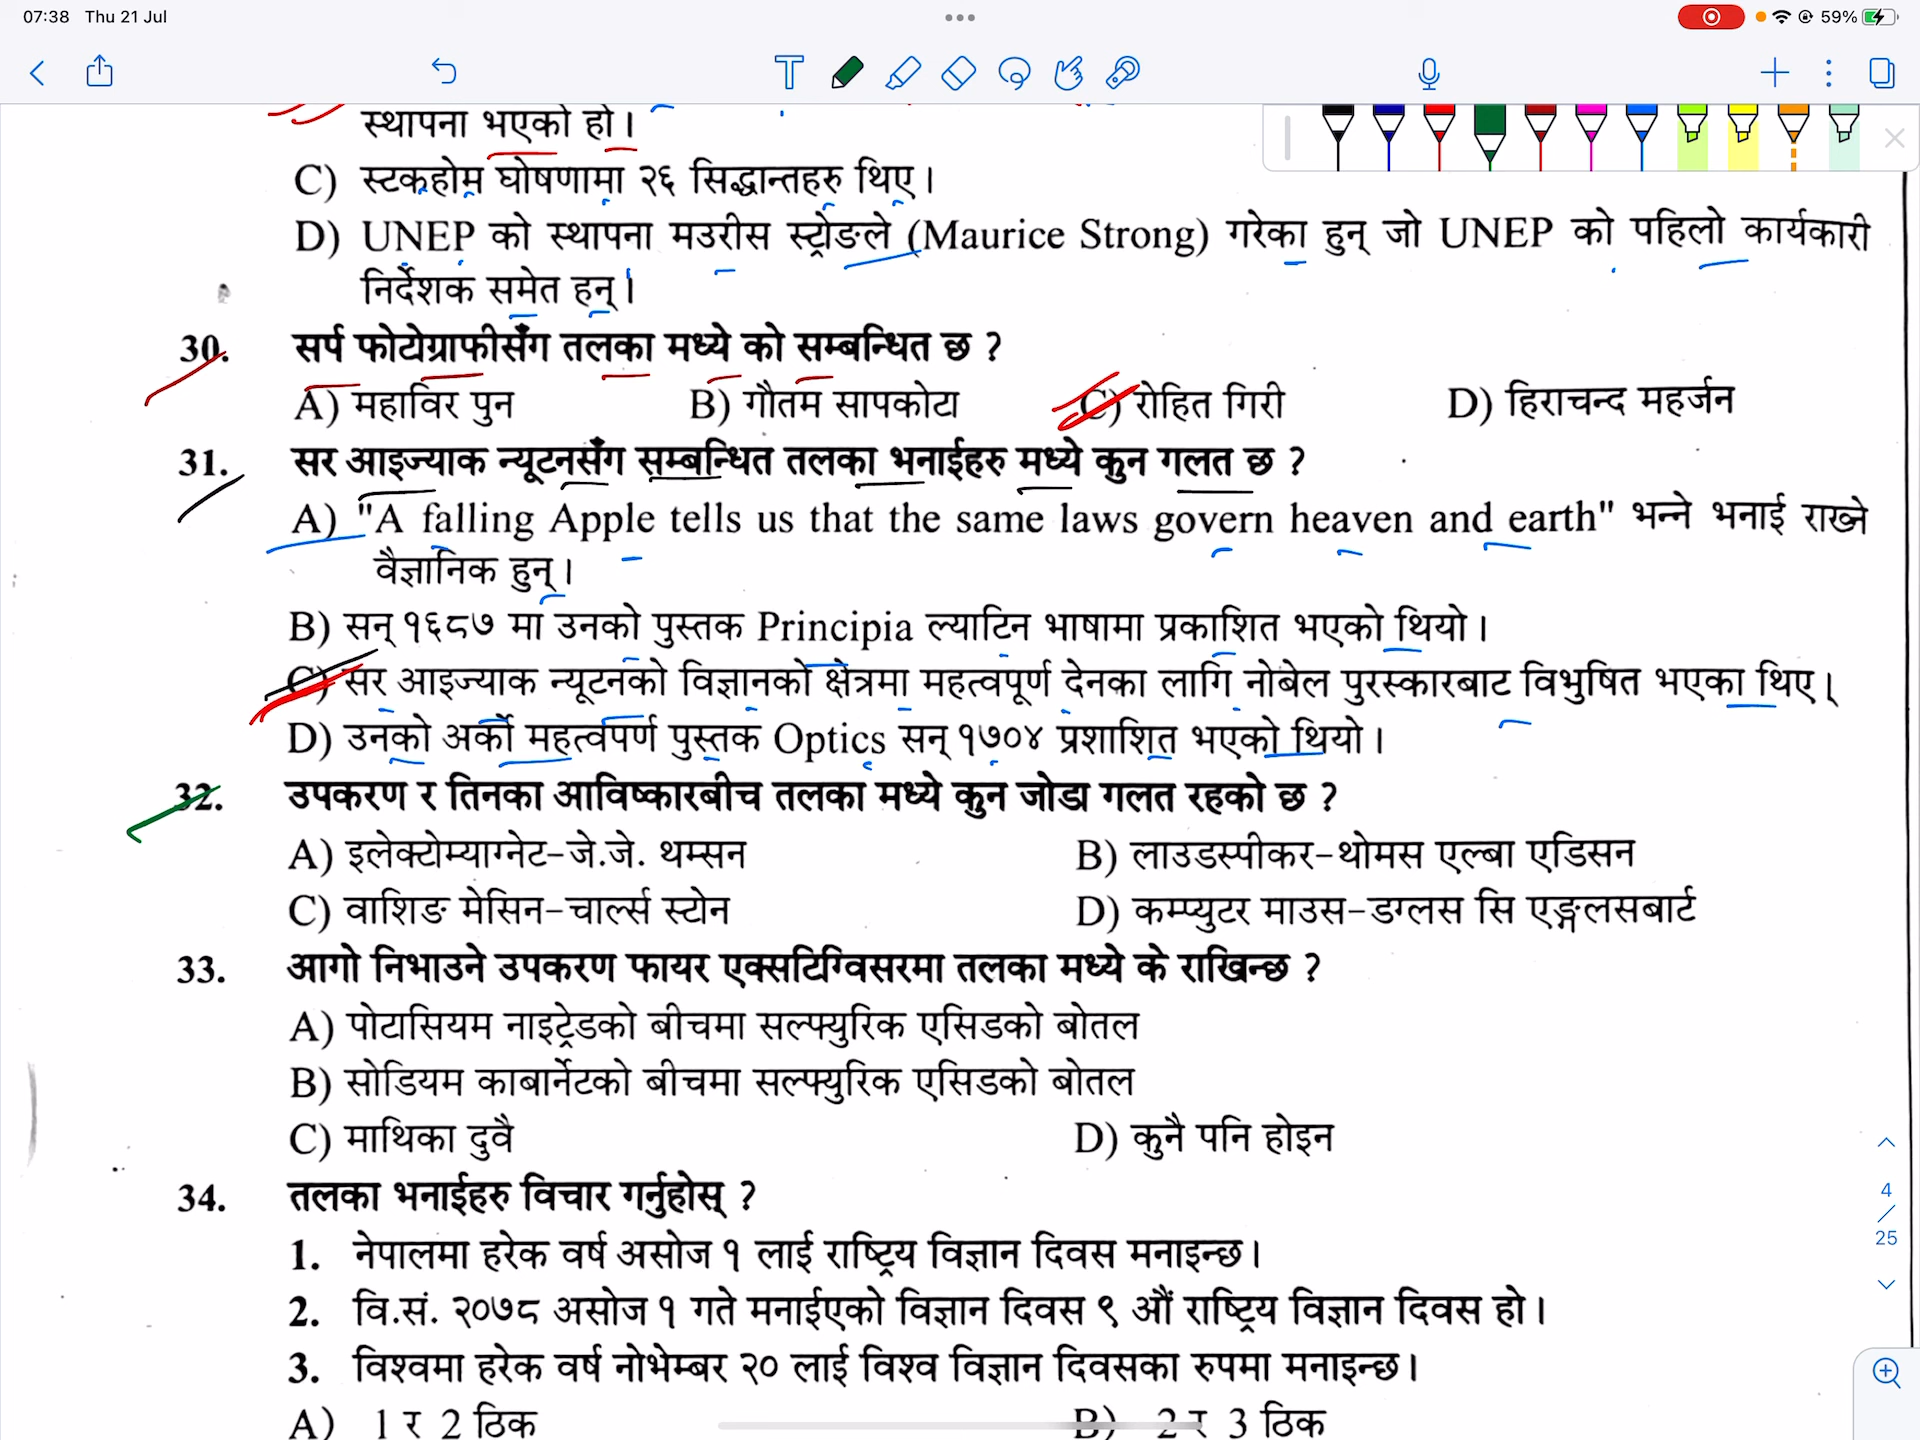 07:38 Thu 21 Jul
59%
स्थापना भएको हो।
C) स्टकहोम घोषणामा २६ सिद्धान्तहरु थिए।
D) UNEP को स्थापना मउरीस स्ट्रोङले (Maurice Strong) गरेका हुन् जो UNEP को पहिलो कार्यकारी
निर्देशक समेत हुन्।
30. सर्प फोटोग्राफीसँग तलका मध्ये को सम्बन्धित छ ?
A) महाविर पुन B) गौतम सापकोटा C) रोहित गिरी D) हिराचन्द महर्जन
31. सर आइज्याक न्यूटनसँग सम्बन्धित तलका भनाईहरु मध्ये कुन गलत छ ?
A) "A falling Apple tells us that the same laws govern heaven and earth" भन्ने भनाई राख्ने
वैज्ञानिक हुन्।
B) सन् १६८७ मा उनको पुस्तक Principia ल्याटिन भाषामा प्रकाशित भएको थियो।
C) सर आइज्याक न्यूटनको विज्ञानको क्षेत्रमा महत्वपूर्ण देनका लागि नोबेल पुरस्कारबाट विभुषित भएका थिए।
D) उनको अर्को महत्वपर्ण पुस्तक Optics सन् १७०४ प्रशाशित भएको थियो।
32. उपकरण र तिनका आविष्कारबीच तलका मध्ये कुन जोडा गलत रहको छ ?
A) इलेक्टोम्याग्नेट-जे.जे. थम्सन B) लाउडस्पीकर-थोमस एल्बा एडिसन
C) वाशिङ मेसिन-चार्ल्स स्टोन D) कम्प्युटर माउस-डग्लस सि एङ्गलसबार्ट
33. आगो निभाउने उपकरण फायर एक्सटिग्विसरमा तलका मध्ये के राखिन्छ ?
A) पोटासियम नाइट्रेडको बीचमा सल्फ्युरिक एसिडको बोतल
B) सोडियम काबार्नेटको बीचमा सल्फ्युरिक एसिडको बोतल
C) माथिका दुवै D) कुनै पनि होइन
34. तलका भनाईहरु विचार गर्नुहोस् ?
1. नेपालमा हरेक वर्ष असोज १ लाई राष्ट्रिय विज्ञान दिवस मनाइन्छ।
2. वि.सं. २०७८ असोज १ गते मनाईएको विज्ञान दिवस ९ औं राष्ट्रिय विज्ञान दिवस हो।
3. विश्वमा हरेक वर्ष नोभेम्बर २० लाई विश्व विज्ञान दिवसका रुपमा मनाइन्छ।
A) 1 र 2 ठिक B) 2 र 3 ठिक
4
/
25